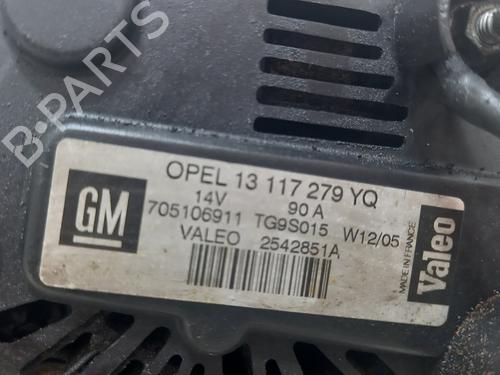 B-PARTS
OPEL 13 117 279 YQ
14V 90 A
705106911 TG9S015 W12/05
VALEO 2542851A
GM
MADE IN FRANCE
Valeo